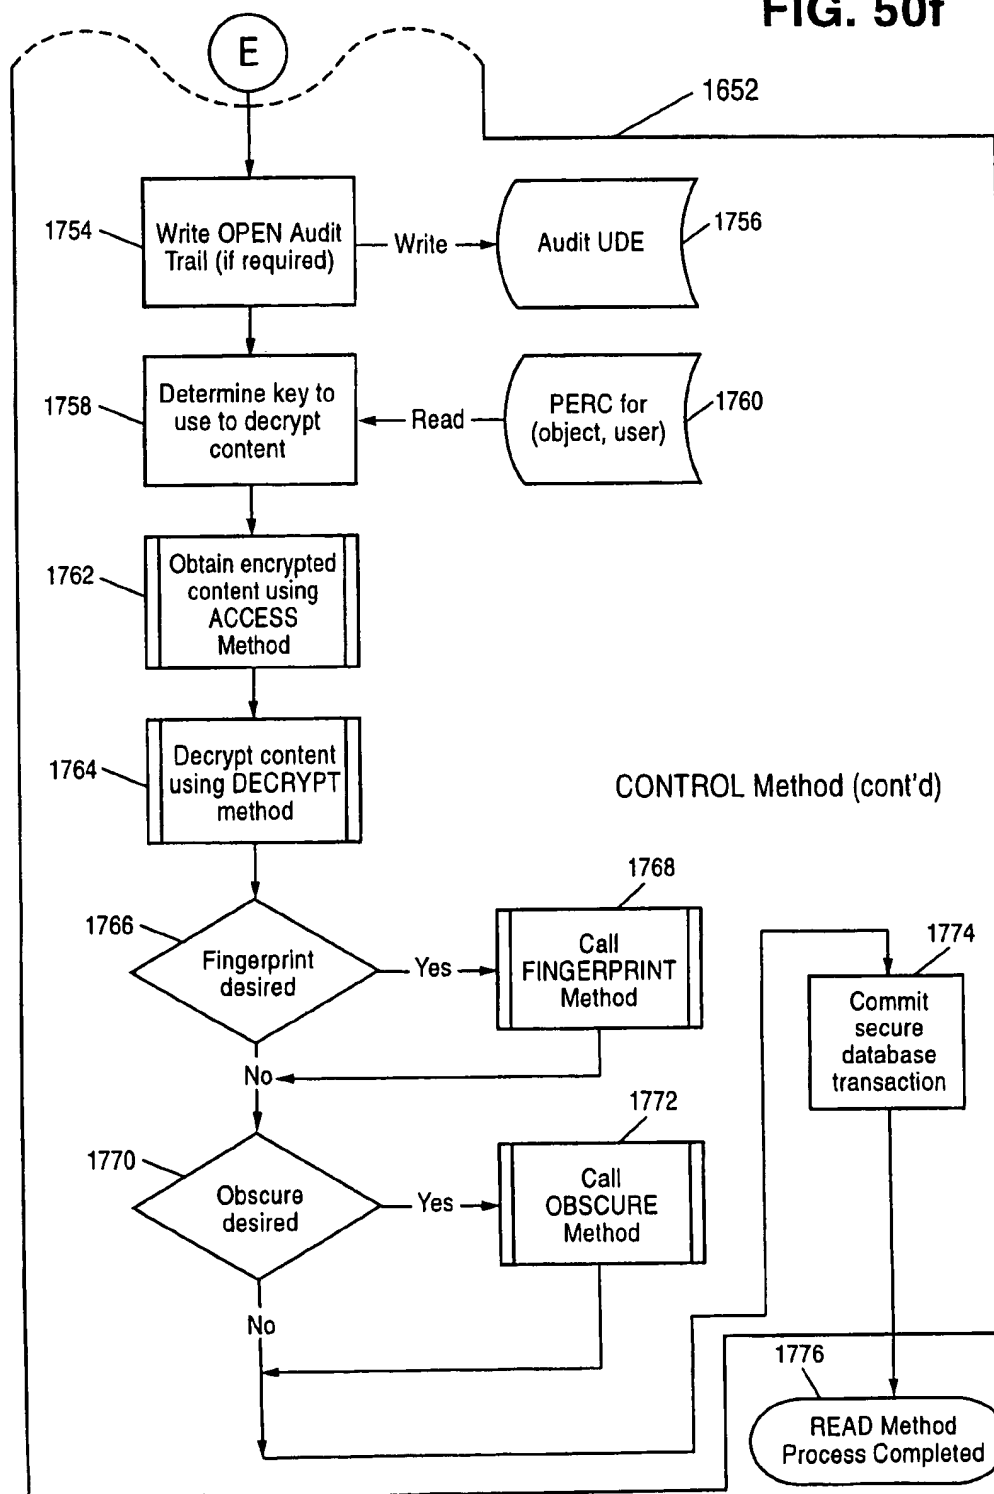 FIG. 50f
E
1652
1754
Write OPEN Audit
Trail (if required)
Write
Audit UDE
1756
1758
Determine key to
use to decrypt
content
Read
PERC for
(object, user)
1760
1762
Obtain encrypted
content using
ACCESS
Method
1764
Decrypt content
using DECRYPT
method
CONTROL Method (cont'd)
1766
Fingerprint
desired
Yes
1768
Call
FINGERPRINT
Method
1774
Commit
secure
database
transaction
No
1770
Obscure
desired
Yes
1772
Call
OBSCURE
Method
No
1776
READ Method
Process Completed